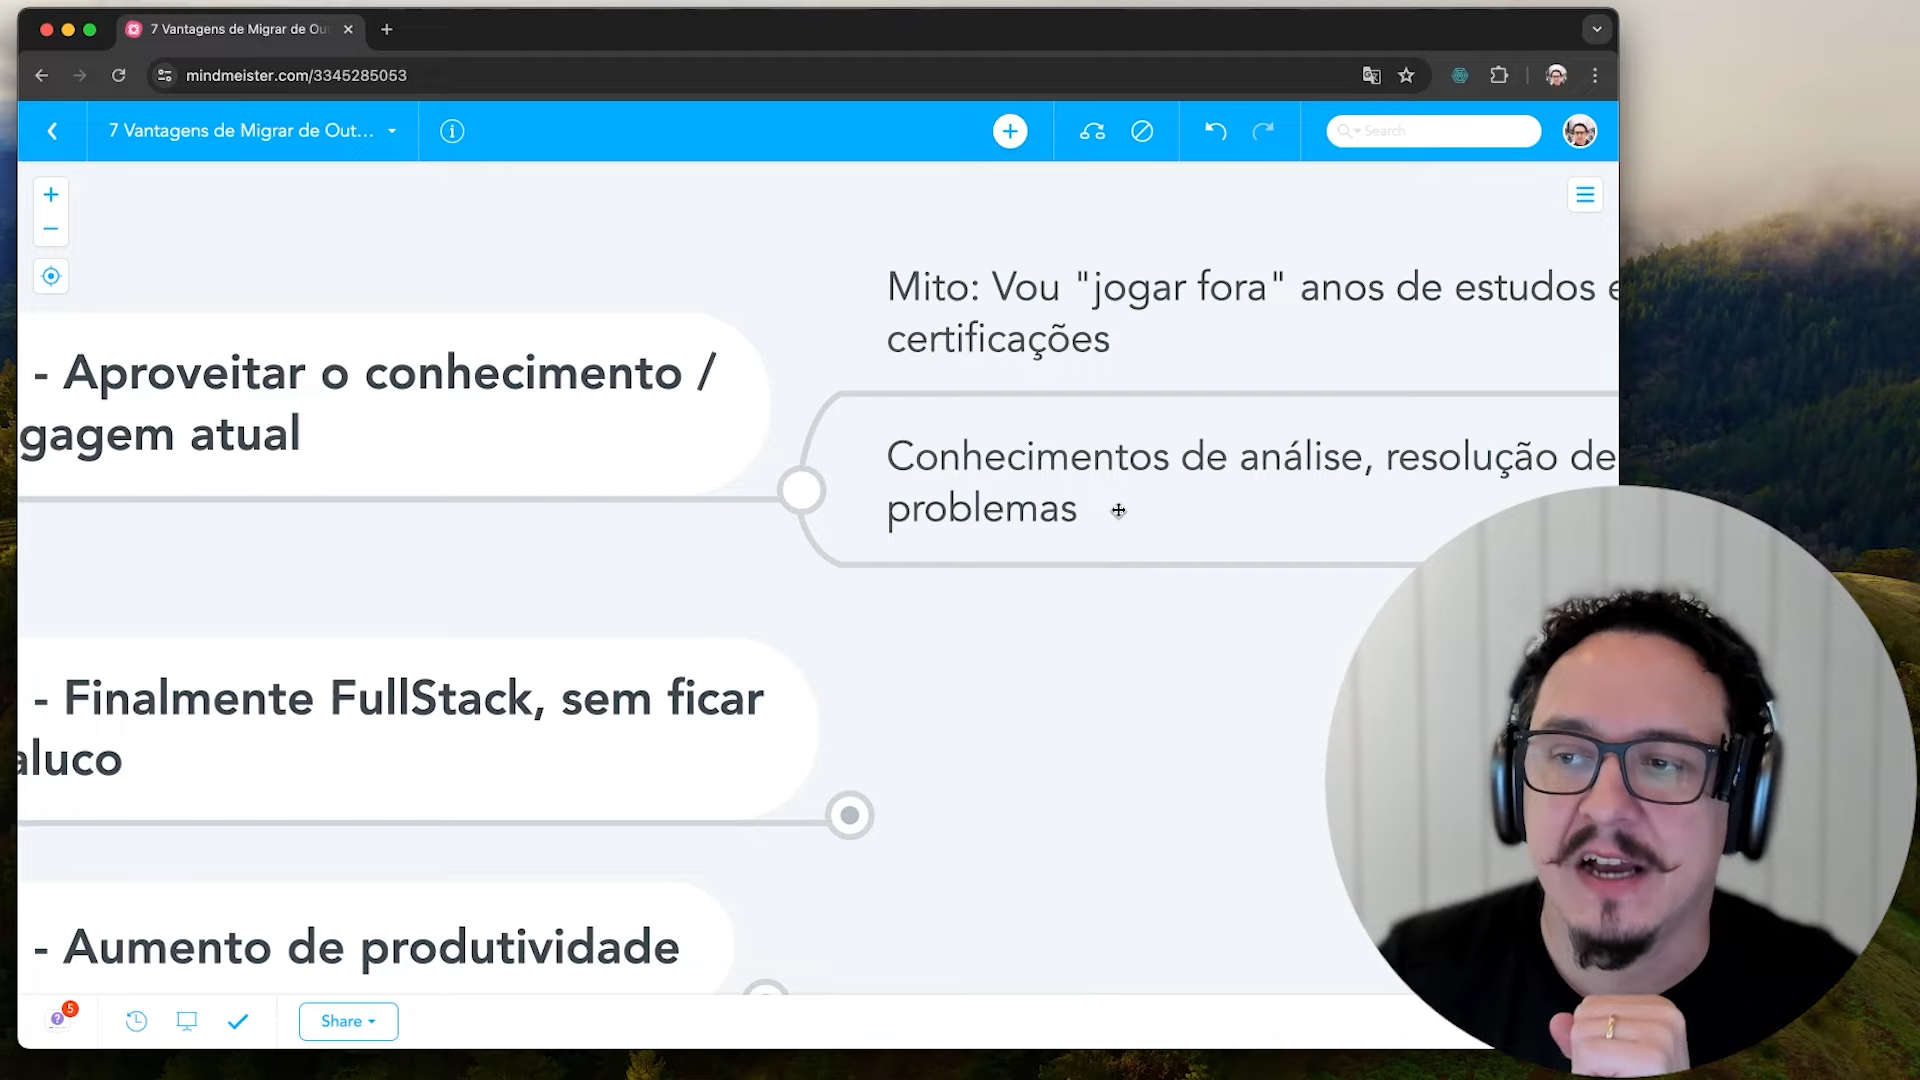 7 Vantagens de Migrar de Ou
mindmeister.com/3345285053
7 Vantagens de Migrar de Out...
Search
Mito: Vou "jogar fora" anos de estudos e
certificações
- Aproveitar o conhecimento /
gagem atual
Conhecimentos de análise, resolução de
problemas
- Finalmente FullStack, sem ficar
aluco
- Aumento de produtividade
5
Share